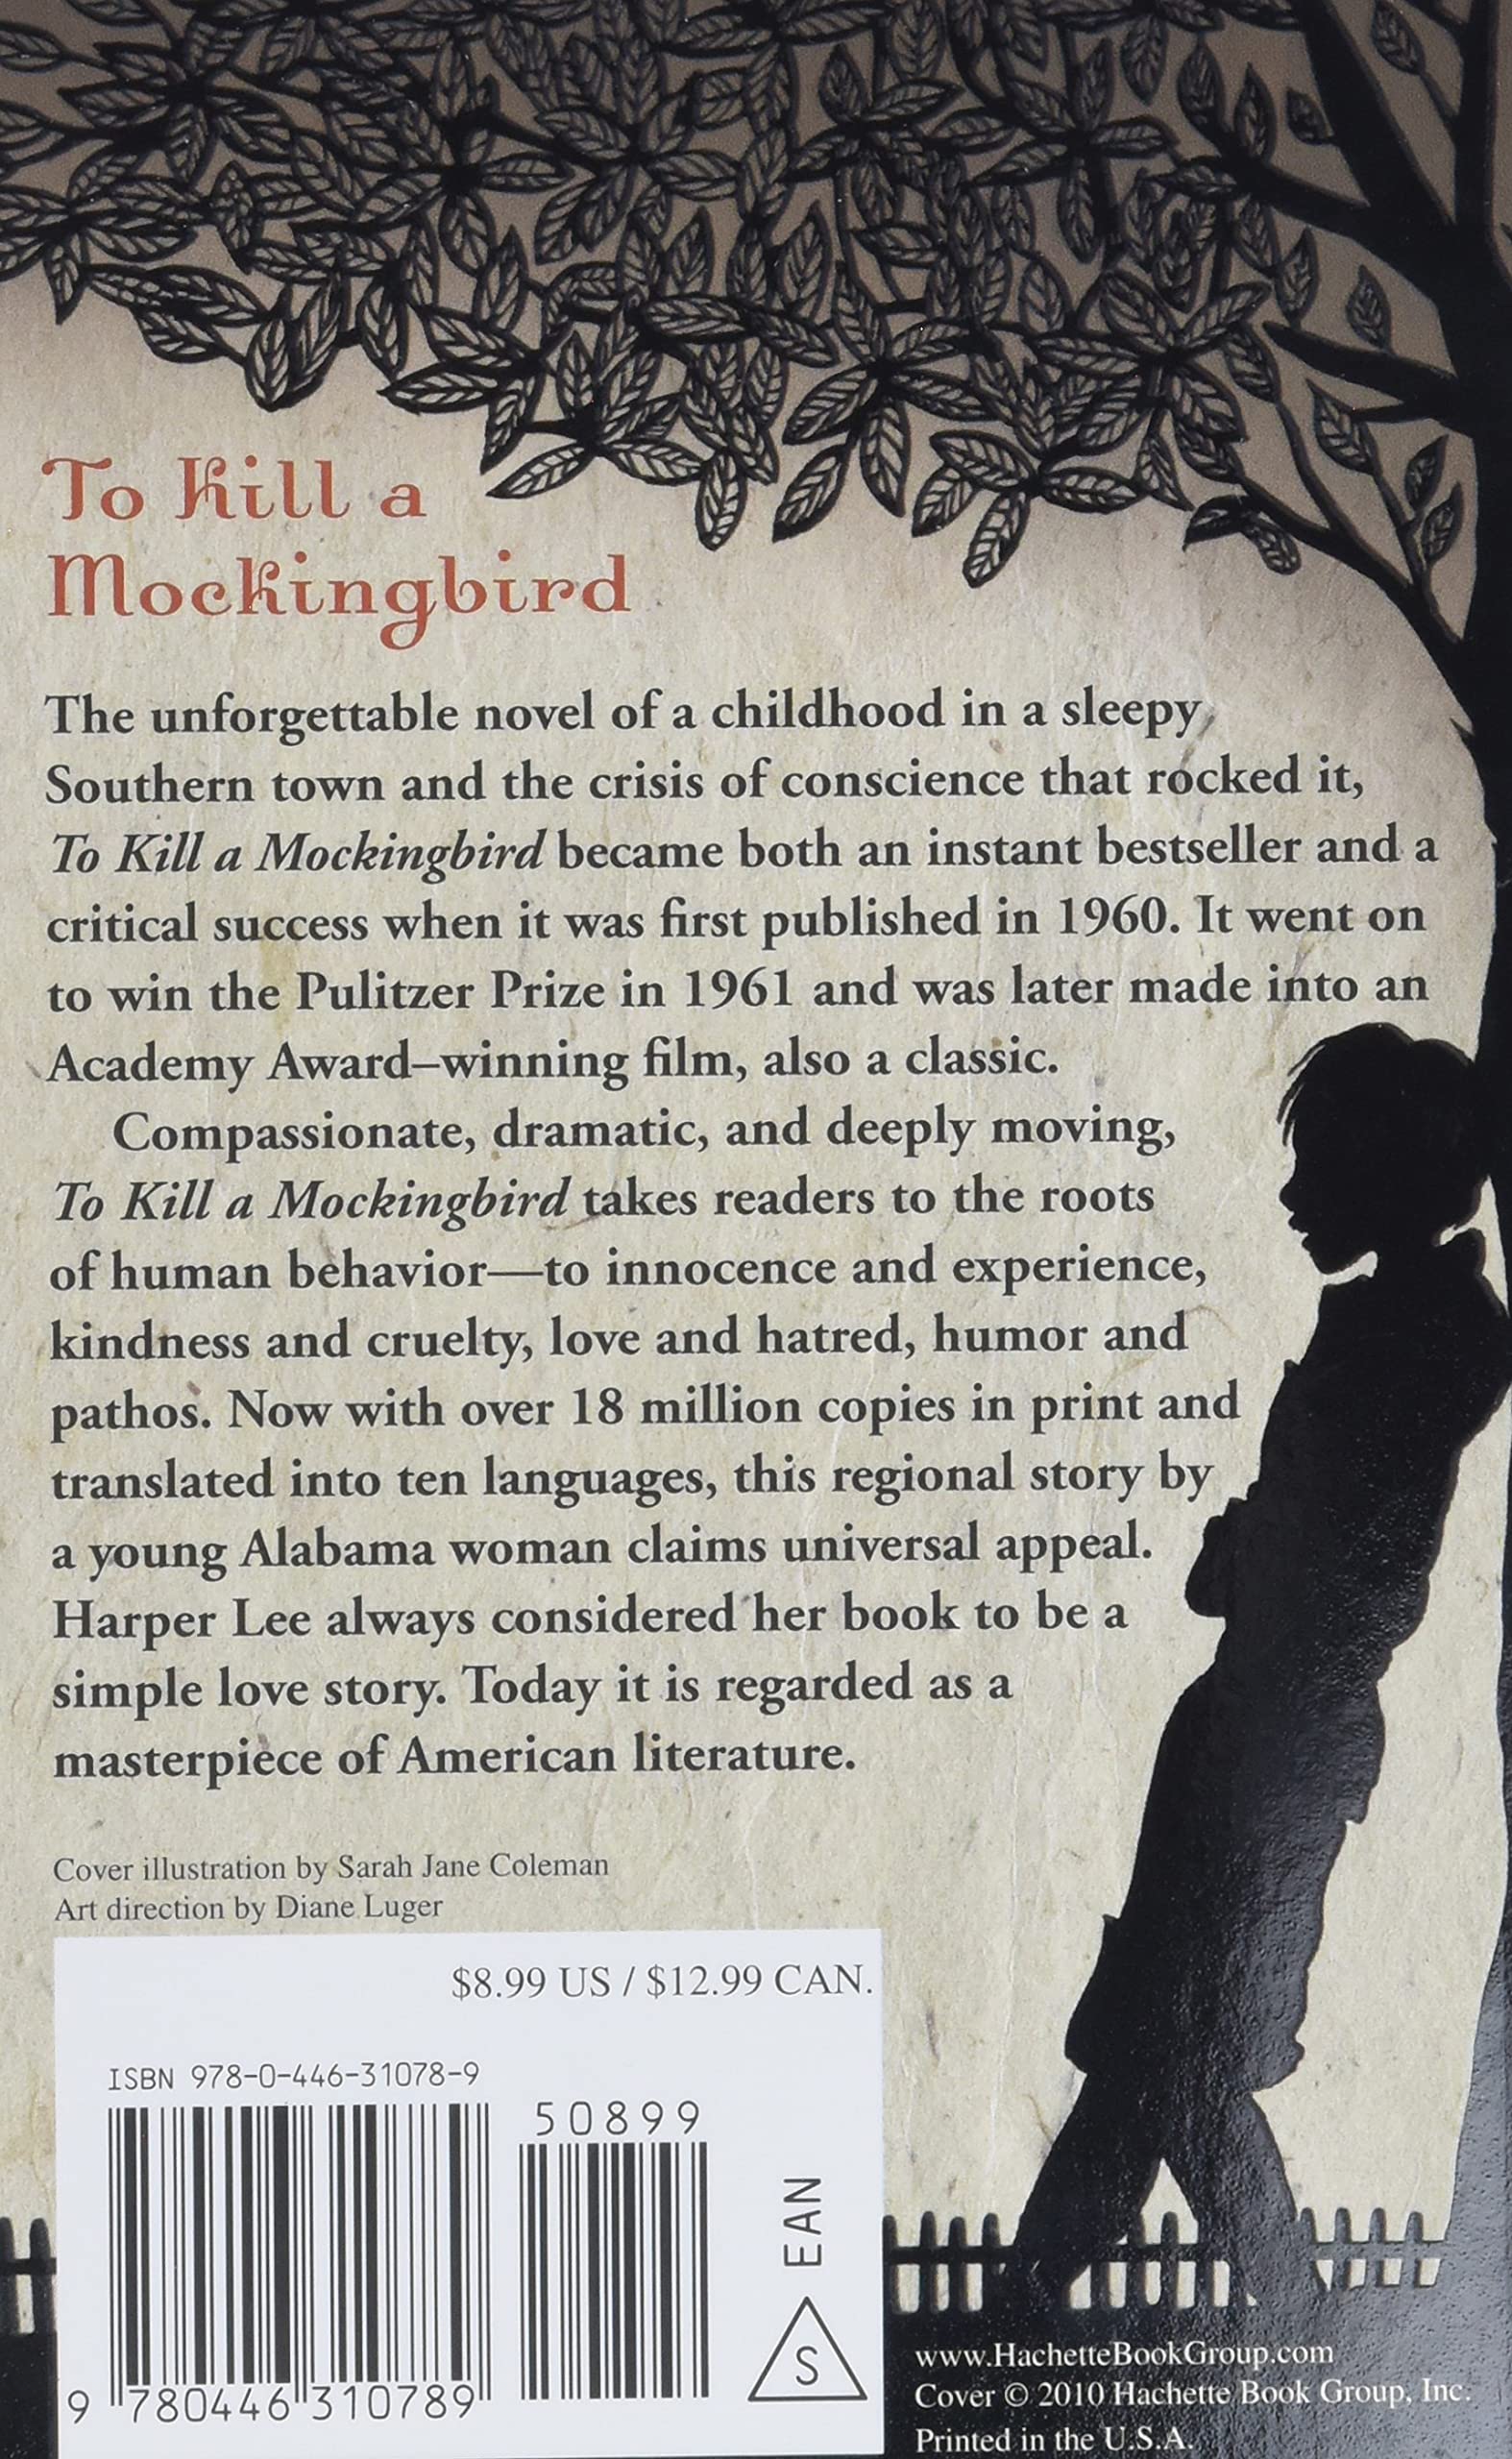 To Kill a
Mockingbird
The unforgettable novel of a childhood in a sleepy
Southern town and the crisis of conscience that rocked it,
To Kill a Mockingbird became both an instant bestseller and a
critical success when it was first published in 1960. It went on
to win the Pulitzer Prize in 1961 and was later made into an
Academy Award–winning film, also a classic.
Compassionate, dramatic, and deeply moving,
To Kill a Mockingbird takes readers to the roots
of human behavior—to innocence and experience,
kindness and cruelty, love and hatred, humor and
pathos. Now with over 18 million copies in print and
translated into ten languages, this regional story by
a young Alabama woman claims universal appeal.
Harper Lee always considered her book to be a
simple love story. Today it is regarded as a
masterpiece of American literature.
Cover illustration by Sarah Jane Coleman
Art direction by Diane Luger
$8.99 US / $12.99 CAN.
ISBN 978-0-446-31078-9
50899
9 780446 310789
EAN
S
www.HachetteBookGroup.com
Cover © 2010 Hachette Book Group, Inc.
Printed in the U.S.A.